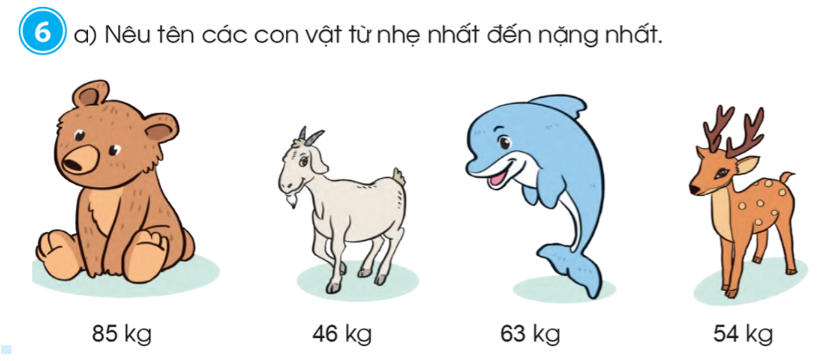 6 a) Nêu tên các con vật từ nhẹ nhất đến nặng nhất.
85 kg 46 kg 63 kg 54 kg